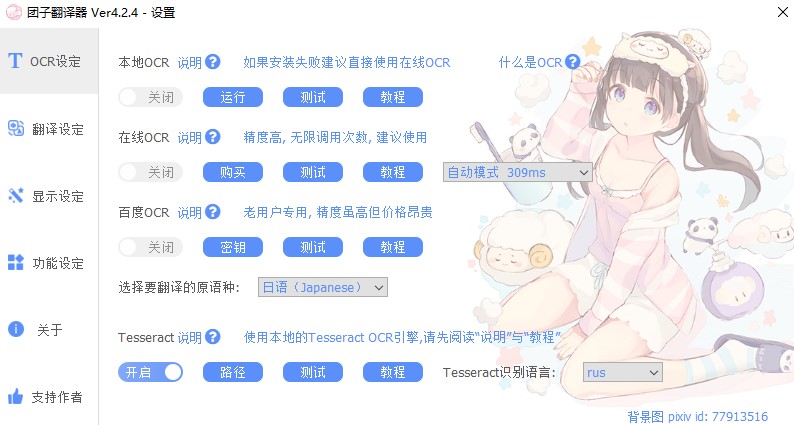 团子翻译器 Ver4.2.4 - 设置
OCR设定
翻译设定
显示设定
功能设定
关于
支持作者
本地OCR 说明 如果安装失败建议直接使用在线OCR 什么是OCR
关闭 运行 测试 教程
在线OCR 说明 精度高, 无限调用次数, 建议使用
关闭 购买 测试 教程 自动模式 309ms
百度OCR 说明 老用户专用, 精度虽高但价格昂贵
关闭 密钥 测试 教程
选择要翻译的原语种: 日语（Japanese）
Tesseract 说明 使用本地的Tesseract OCR引擎,请先阅读“说明”与“教程”
开启 路径 测试 教程 Tesseract识别语言: rus
背景图 pixiv id: 77913516